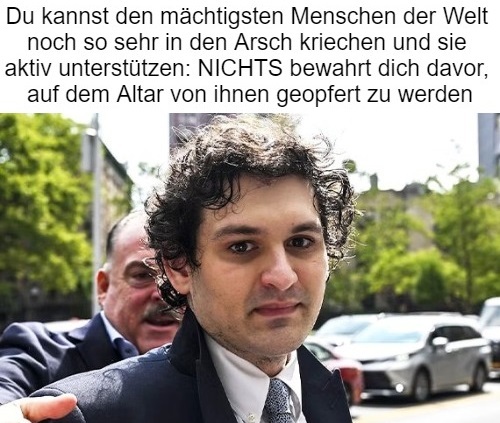 Du kannst den mächtigsten Menschen der Welt
noch so sehr in den Arsch kriechen und sie
aktiv unterstützen: NICHTS bewahrt dich davor,
auf dem Altar von ihnen geopfert zu werden